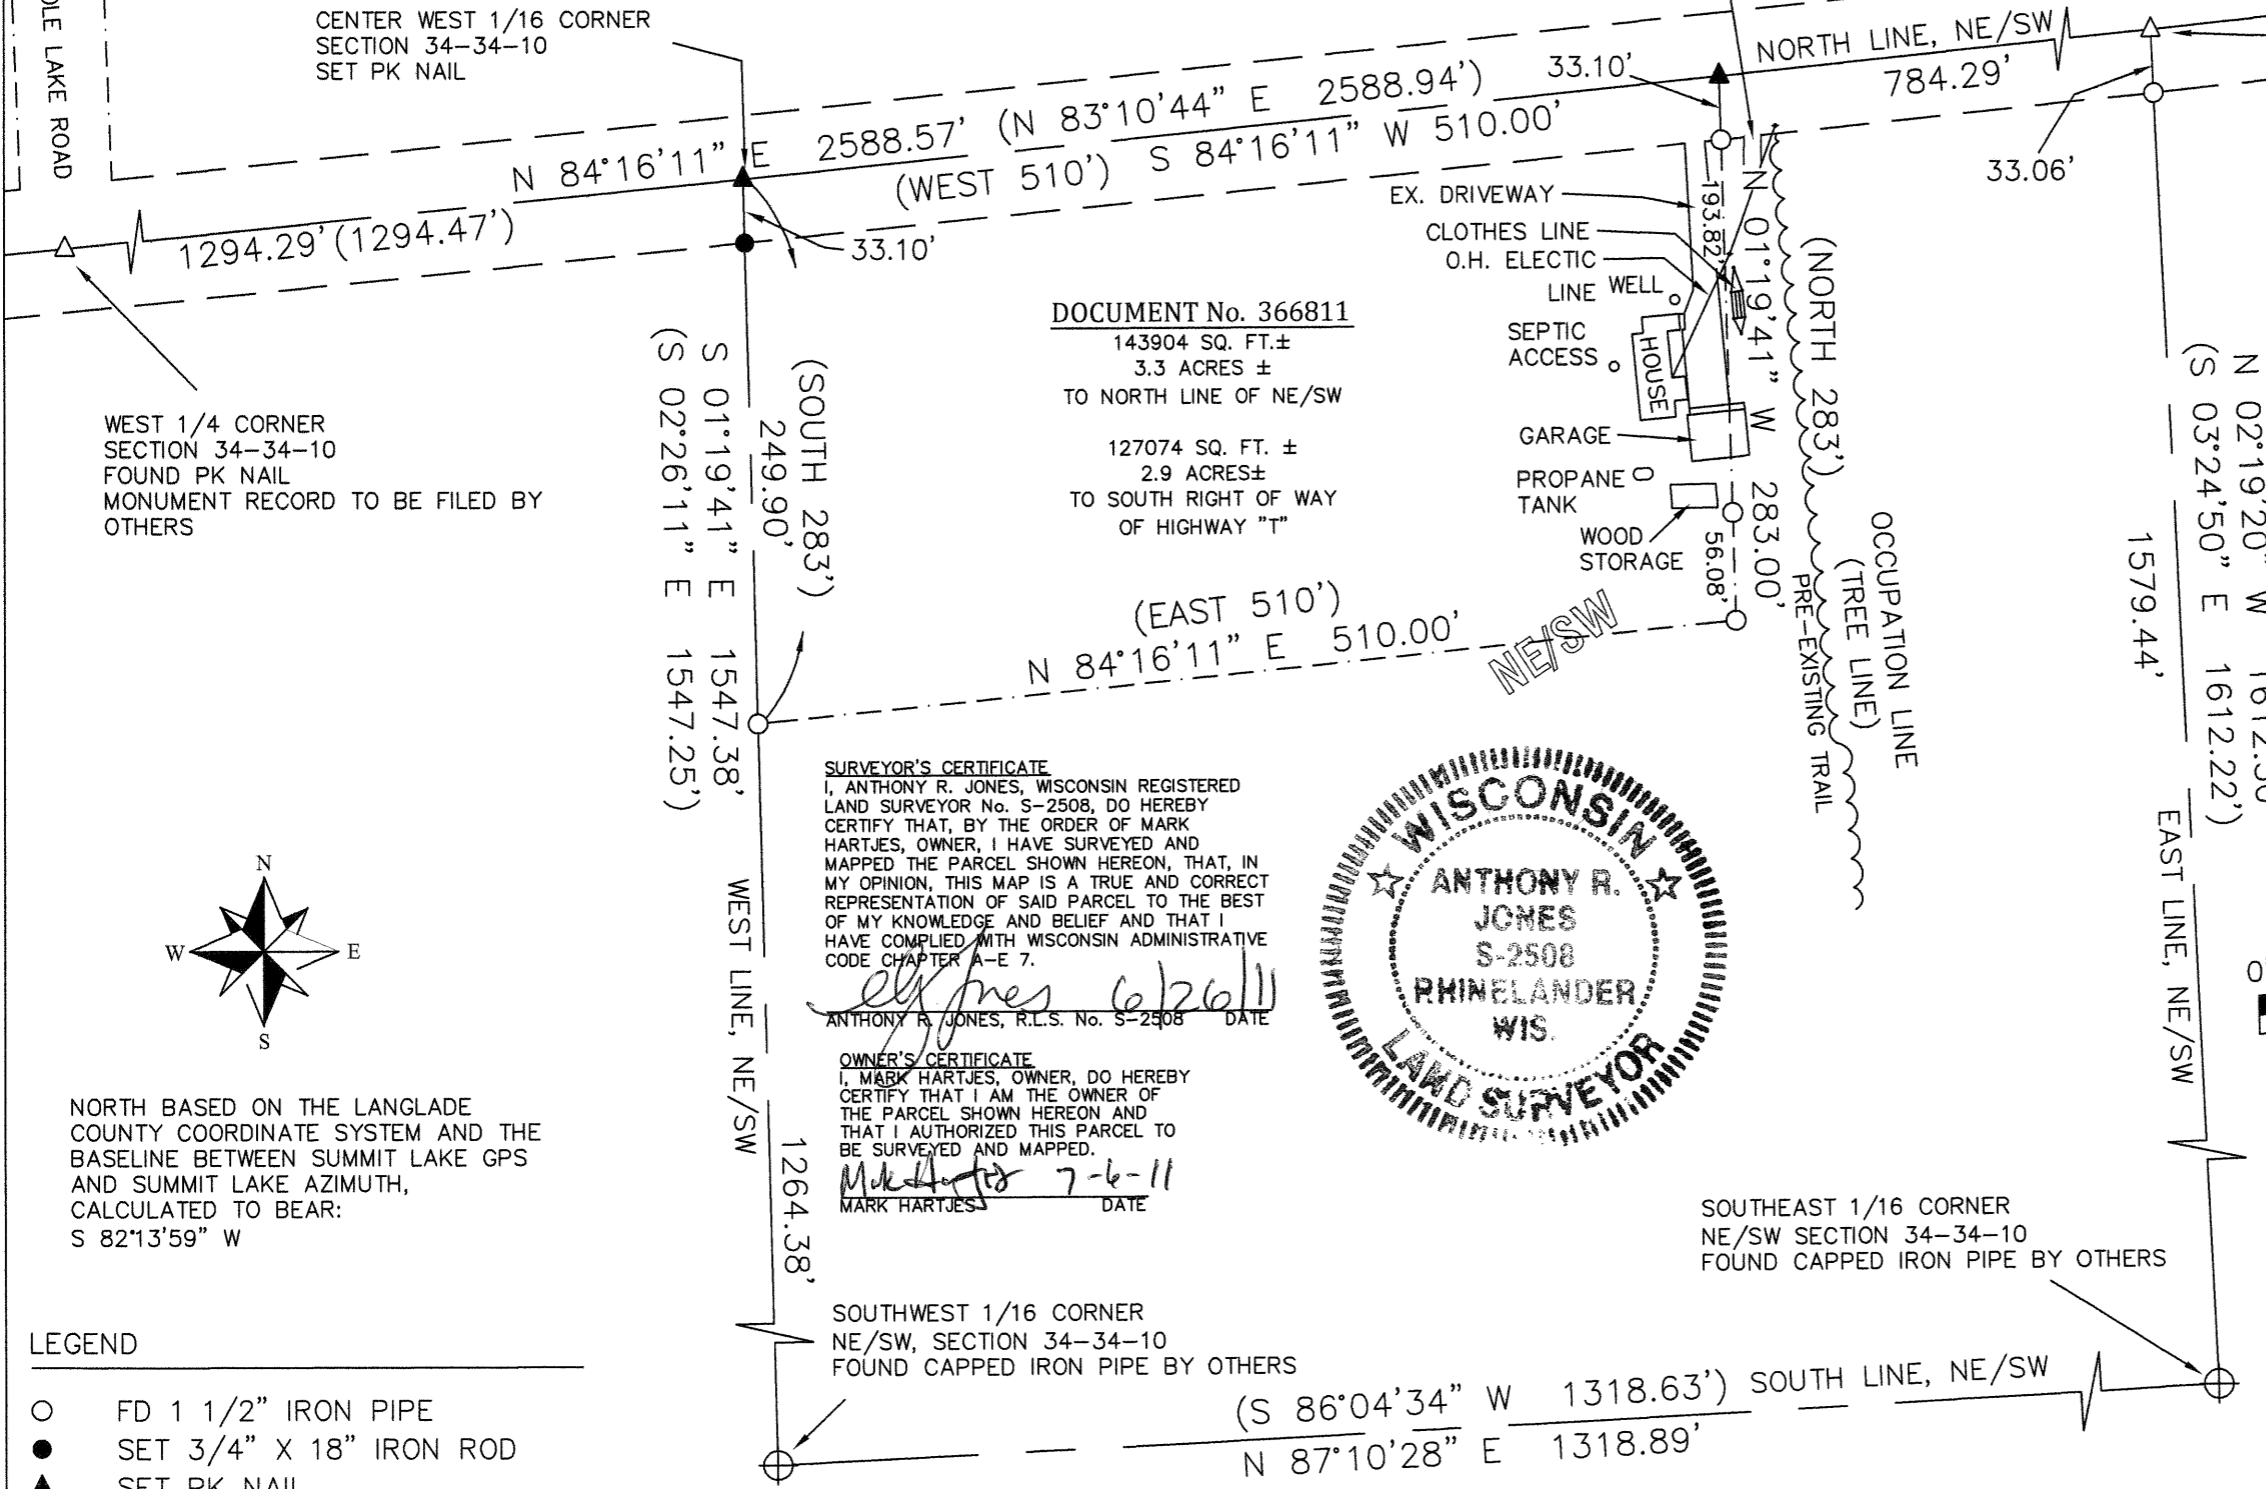 OLE LAKE ROAD
CENTER WEST 1/16 CORNER
SECTION 34-34-10
SET PK NAIL
N 84°16'11" E 2588.57' (N 83°10'44" E 2588.94')
(WEST 510') S 84°16'11" W 510.00'
33.10'
NORTH LINE, NE/SW
784.29'
33.06'
1294.29'(1294.47')
33.10'
WEST 1/4 CORNER
SECTION 34-34-10
FOUND PK NAIL
MONUMENT RECORD TO BE FILED BY
OTHERS
DOCUMENT No. 366811
143904 SQ. FT.±
3.3 ACRES ±
TO NORTH LINE OF NE/SW
127074 SQ. FT. ±
2.9 ACRES±
TO SOUTH RIGHT OF WAY
OF HIGHWAY "T"
EX. DRIVEWAY
CLOTHES LINE
O.H. ELECTIC
LINE
WELL
SEPTIC
ACCESS
HOUSE
GARAGE
PROPANE
TANK
WOOD
STORAGE
193.82'
56.08'
N 01°19'41" W 283.00'
(NORTH 283')
OCCUPATION LINE
(TREE LINE)
PRE-EXISTING TRAIL
(SOUTH 283')
249.90'
S 01°19'41" E 1547.38'
(S 02°26'11" E 1547.25')
WEST LINE, NE/SW
1264.38'
(EAST 510')
N 84°16'11" E 510.00'
NE/SW
N 02°19'20" W
(S 03°24'50" E 1612.22')
1579.44'
EAST LINE, NE/SW
SURVEYOR'S CERTIFICATE
I, ANTHONY R. JONES, WISCONSIN REGISTERED
LAND SURVEYOR No. S-2508, DO HEREBY
CERTIFY THAT, BY THE ORDER OF MARK
HARTJES, OWNER, I HAVE SURVEYED AND
MAPPED THE PARCEL SHOWN HEREON, THAT, IN
MY OPINION, THIS MAP IS A TRUE AND CORRECT
REPRESENTATION OF SAID PARCEL TO THE BEST
OF MY KNOWLEDGE AND BELIEF AND THAT I
HAVE COMPLIED WITH WISCONSIN ADMINISTRATIVE
CODE CHAPTER A-E 7.
6/26/11
ANTHONY R. JONES, R.L.S. No. S-2508 DATE
OWNER'S CERTIFICATE
I, MARK HARTJES, OWNER, DO HEREBY
CERTIFY THAT I AM THE OWNER OF
THE PARCEL SHOWN HEREON AND
THAT I AUTHORIZED THIS PARCEL TO
BE SURVEYED AND MAPPED.
7-6-11
MARK HARTJES DATE
WISCONSIN
ANTHONY R.
JONES
S-2508
RHINELANDER
WIS.
LAND SURVEYOR
N
W E
S
NORTH BASED ON THE LANGLADE
COUNTY COORDINATE SYSTEM AND THE
BASELINE BETWEEN SUMMIT LAKE GPS
AND SUMMIT LAKE AZIMUTH,
CALCULATED TO BEAR:
S 82°13'59" W
SOUTHEAST 1/16 CORNER
NE/SW SECTION 34-34-10
FOUND CAPPED IRON PIPE BY OTHERS
SOUTHWEST 1/16 CORNER
NE/SW, SECTION 34-34-10
FOUND CAPPED IRON PIPE BY OTHERS
(S 86°04'34" W 1318.63') SOUTH LINE, NE/SW
N 87°10'28" E 1318.89'
LEGEND
FD 1 1/2" IRON PIPE
SET 3/4" X 18" IRON ROD
SET PK NAIL